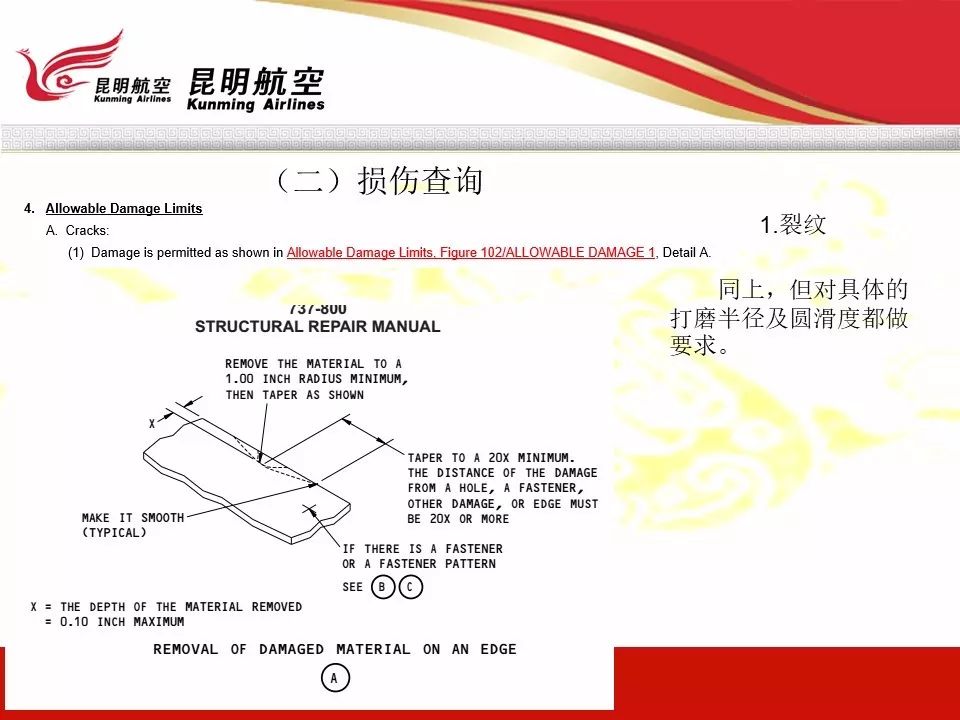 昆明航空
Kunming Airlines
昆明航空
Kunming Airlines
（二）损伤查询
4. Allowable Damage Limits
A. Cracks:
(1) Damage is permitted as shown in Allowable Damage Limits, Figure 102/ALLOWABLE DAMAGE 1, Detail A.
1.裂纹
同上，但对具体的
打磨半径及圆滑度都做
要求。
737-800
STRUCTURAL REPAIR MANUAL
REMOVE THE MATERIAL TO A
1.00 INCH RADIUS MINIMUM,
THEN TAPER AS SHOWN
X
TAPER TO A 20X MINIMUM.
THE DISTANCE OF THE DAMAGE
FROM A HOLE, A FASTENER,
OTHER DAMAGE, OR EDGE MUST
BE 20X OR MORE
MAKE IT SMOOTH
(TYPICAL)
IF THERE IS A FASTENER
OR A FASTENER PATTERN
SEE B C
X = THE DEPTH OF THE MATERIAL REMOVED
= 0.10 INCH MAXIMUM
REMOVAL OF DAMAGED MATERIAL ON AN EDGE
A